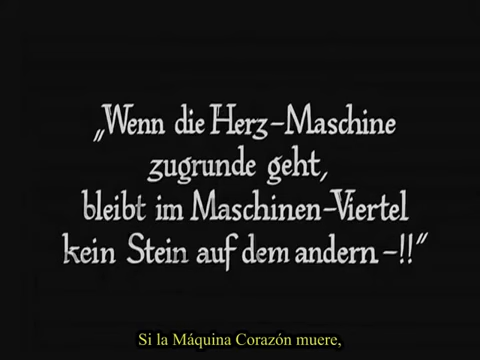 „Wenn die Herz-Maschine
zugrunde geht,
bleibt im Maschinen-Viertel
kein Stein auf dem andern-!!“
Si la Máquina Corazón muere,